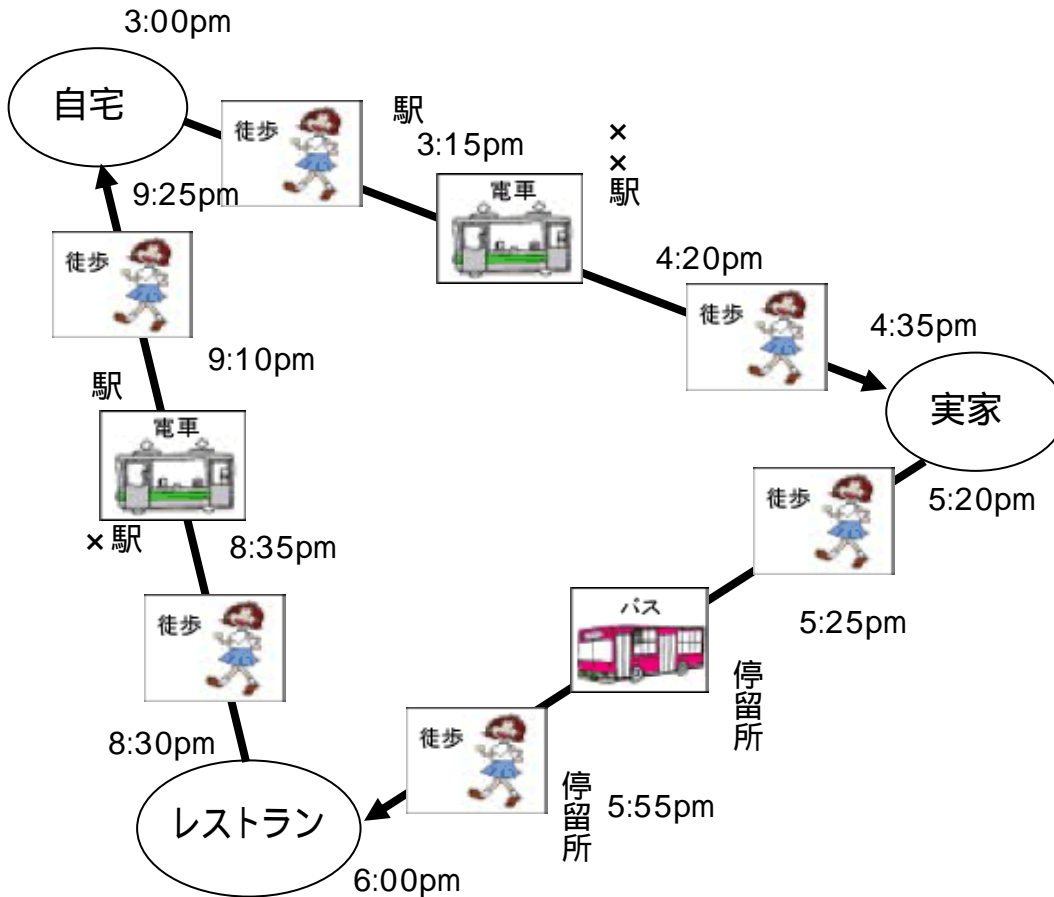 3:00pm
自宅
徒歩
駅
3:15pm
電車
××駅
4:20pm
徒歩
4:35pm
実家
5:20pm
徒歩
5:25pm
停留所
バス
停留所
5:55pm
徒歩
6:00pm
レストラン
8:30pm
徒歩
8:35pm
×駅
電車
駅
9:10pm
徒歩
9:25pm